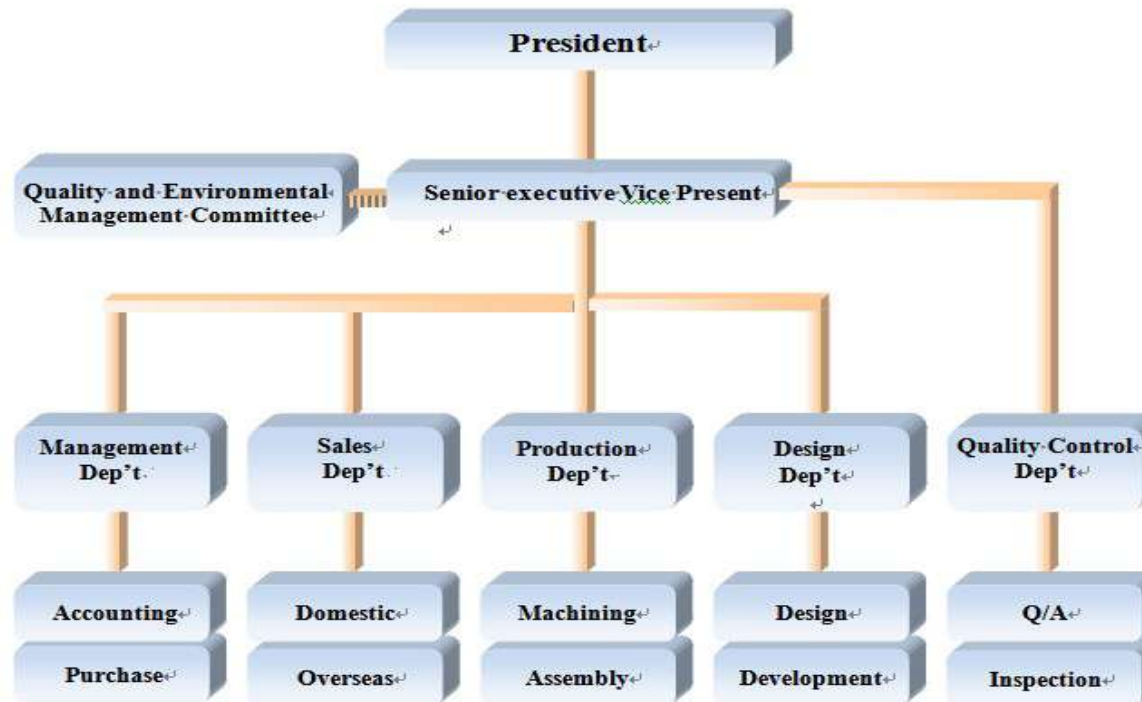 President
Quality and Environmental
Management Committee
Senior executive Vice Present
Management
Dep't.
Sales
Dep't.
Production
Dep't
Design
Dep't
Quality Control
Dep't
Accounting
Domestic
Machining
Design
Q/A
Purchase
Overseas
Assembly
Development
Inspection